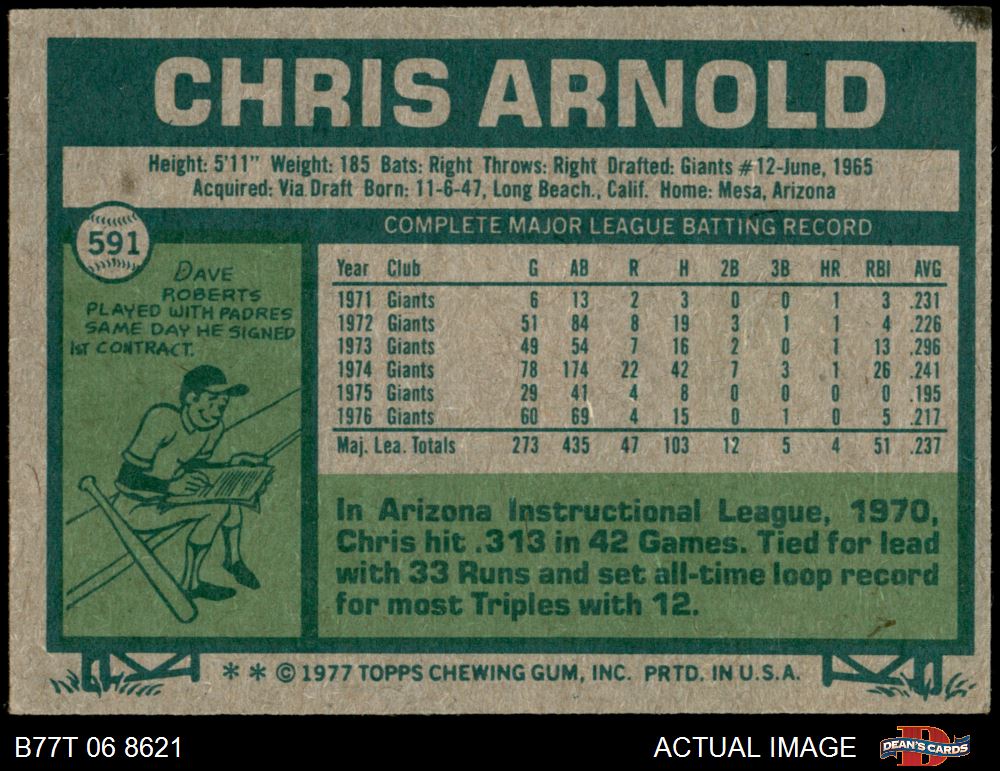 CHRIS ARNOLD
Height: 5'11" Weight: 185 Bats: Right Throws: Right Drafted: Giants #12-June, 1965
Acquired: Via Draft Born: 11-6-47, Long Beach., Calif. Home: Mesa, Arizona
591
DAVE
ROBERTS
PLAYED WITH PADRES
SAME DAY HE SIGNED
1ST CONTRACT.
COMPLETE MAJOR LEAGUE BATTING RECORD
Year Club G AB R H 2B 3B HR RBI AVG
1971 Giants 6 13 2 3 0 0 1 3 .231
1972 Giants 51 84 8 19 3 1 1 4 .226
1973 Giants 49 54 7 16 2 0 1 13 .296
1974 Giants 78 174 22 42 7 3 1 26 .241
1975 Giants 29 41 4 8 0 0 0 0 .195
1976 Giants 60 69 4 15 0 1 0 5 .217
Maj. Lea. Totals 273 435 47 103 12 5 4 51 .237
In Arizona Instructional League, 1970,
Chris hit .313 in 42 Games. Tied for lead
with 33 Runs and set all-time loop record
for most Triples with 12.
* * © 1977 TOPPS CHEWING GUM, INC. PRTD. IN U.S.A.
B77T 06 8621
ACTUAL IMAGE
DEAN'S CARDS